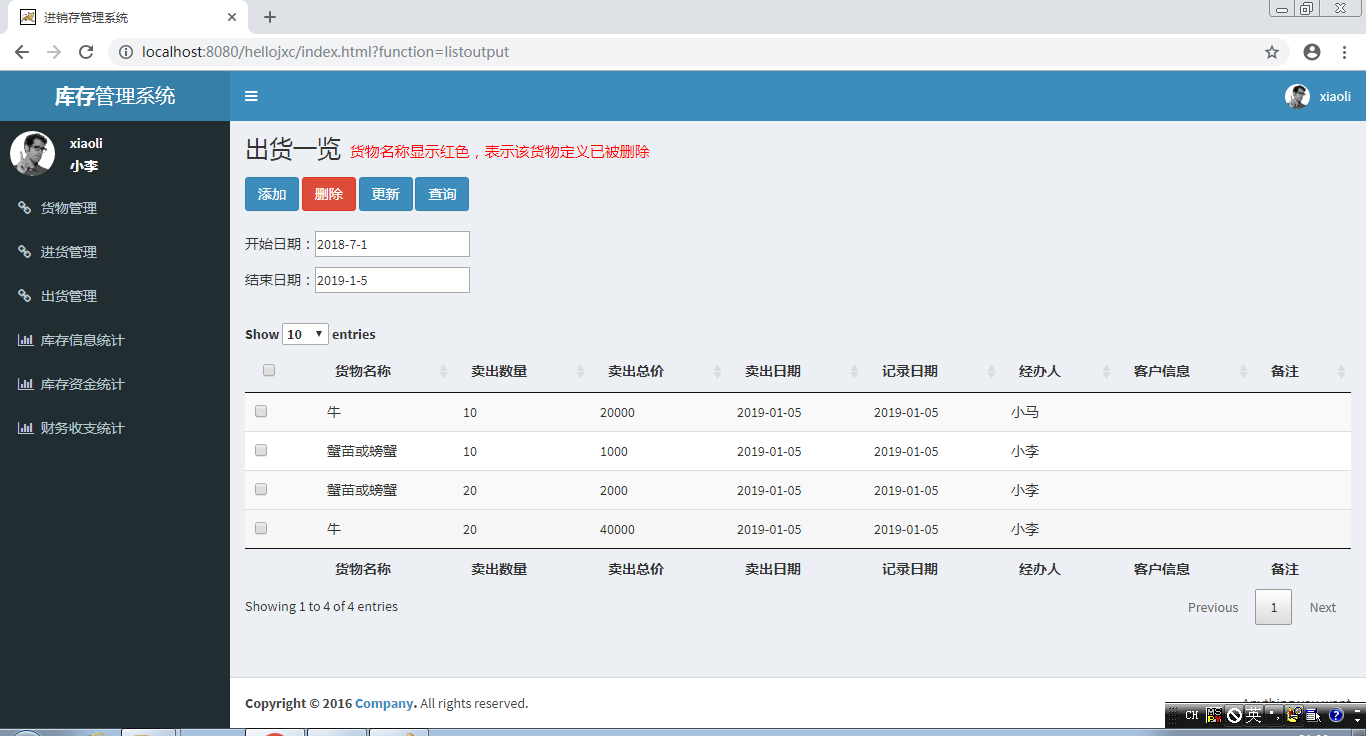 进销存管理系统
localhost:8080/hellojxc/index.html?function=listoutput
库存管理系统
xiaoli
xiaoli
小李
货物管理
进货管理
出货管理
库存信息统计
库存资金统计
财务收支统计
出货一览 货物名称显示红色，表示该货物定义已被删除
添加 删除 更新 查询
开始日期：2018-7-1
结束日期：2019-1-5
Show 10 entries
货物名称 卖出数量 卖出总价 卖出日期 记录日期 经办人 客户信息 备注
牛 10 20000 2019-01-05 2019-01-05 小马
蟹苗或螃蟹 10 1000 2019-01-05 2019-01-05 小李
蟹苗或螃蟹 20 2000 2019-01-05 2019-01-05 小李
牛 20 40000 2019-01-05 2019-01-05 小李
货物名称 卖出数量 卖出总价 卖出日期 记录日期 经办人 客户信息 备注
Showing 1 to 4 of 4 entries
Previous 1 Next
Copyright © 2016 Company. All rights reserved.
CH 英